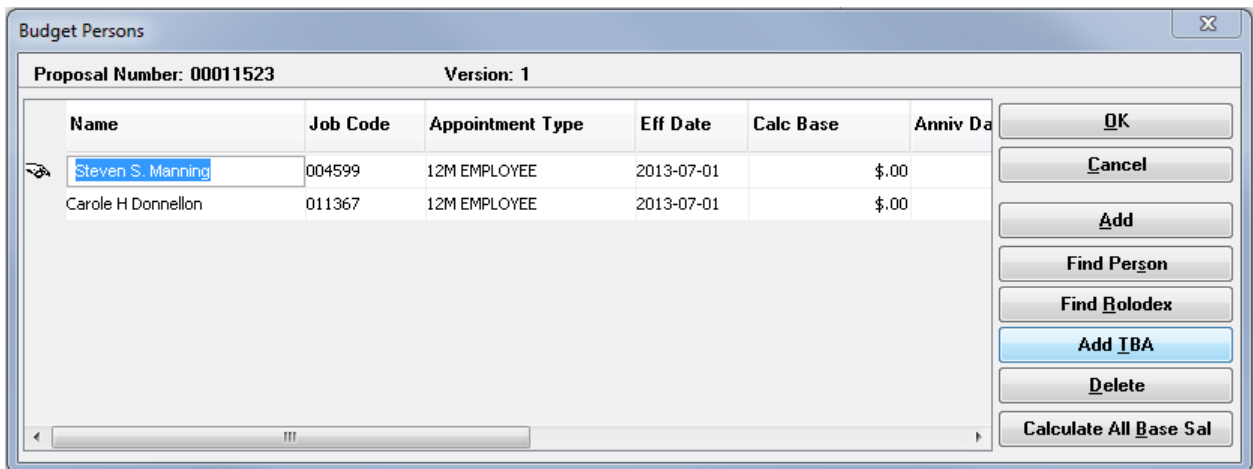 Budget Persons
Proposal Number: 00011523 Version: 1
Name Job Code Appointment Type Eff Date Calc Base Anniv Da
Steven S. Manning 004599 12M EMPLOYEE 2013-07-01 $.00
Carole H Donnellon 011367 12M EMPLOYEE 2013-07-01 $.00
OK
Cancel
Add
Find Person
Find Rolodex
Add TBA
Delete
Calculate All Base Sal